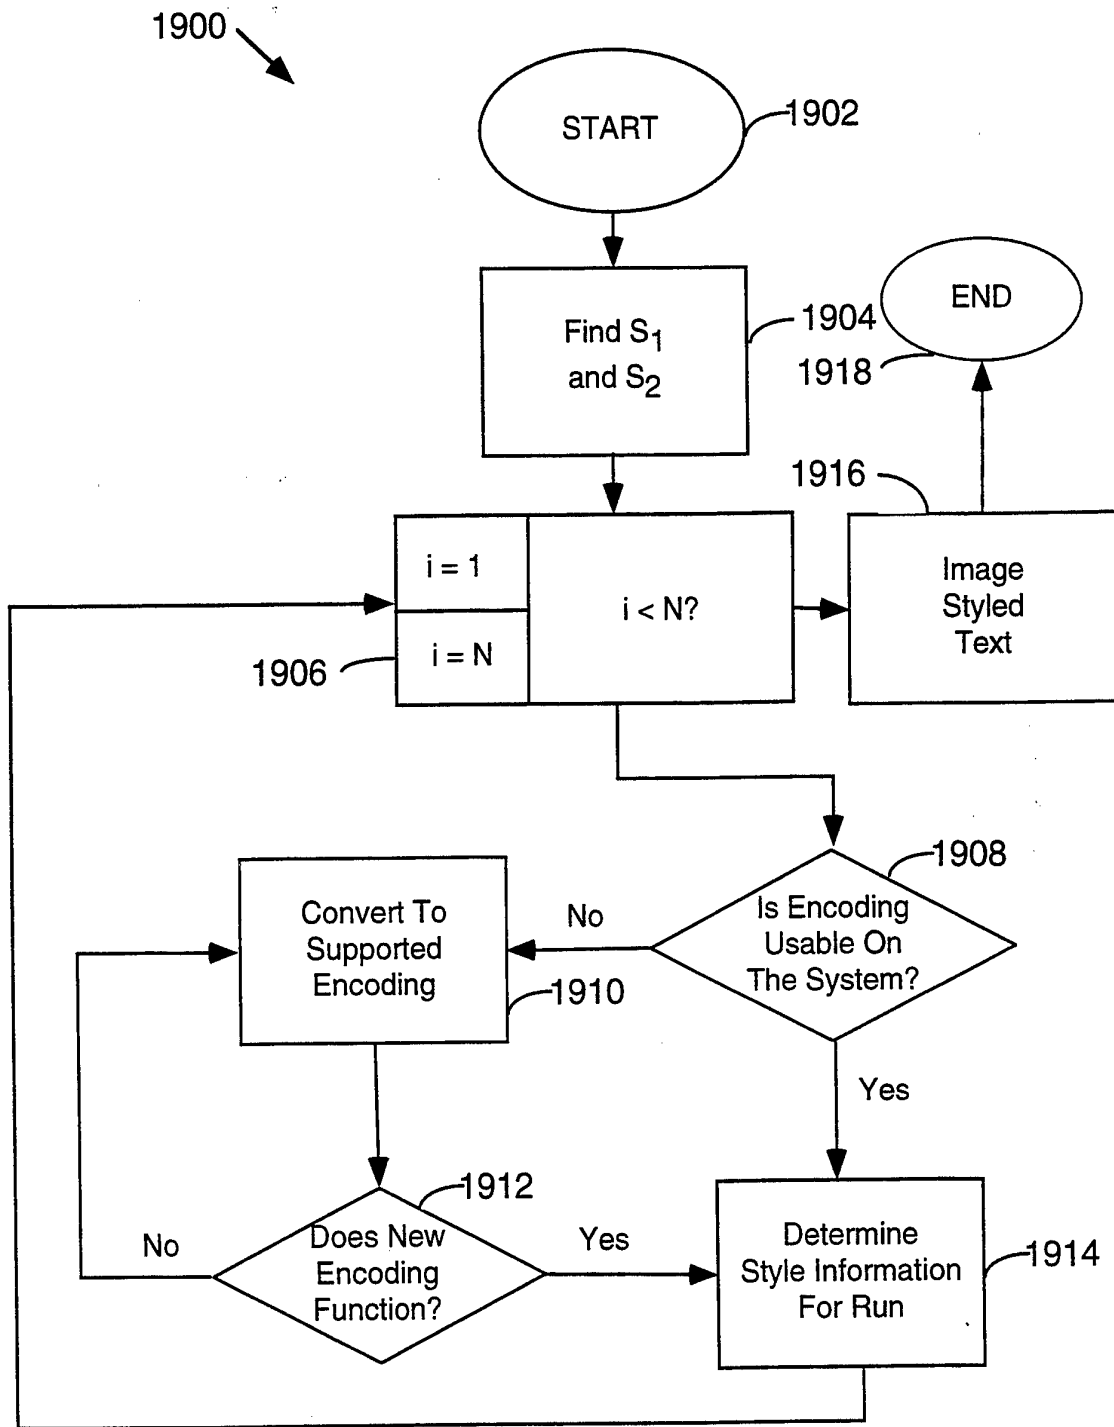 1900
START
1902
Find S1
and S2
1904
END
1918
i = 1
i = N
1906
i < N?
1916
Image
Styled
Text
1908
Is Encoding
Usable On
The System?
No
Yes
Convert To
Supported
Encoding
1910
1912
Does New
Encoding
Function?
No
Yes
Determine
Style Information
For Run
1914